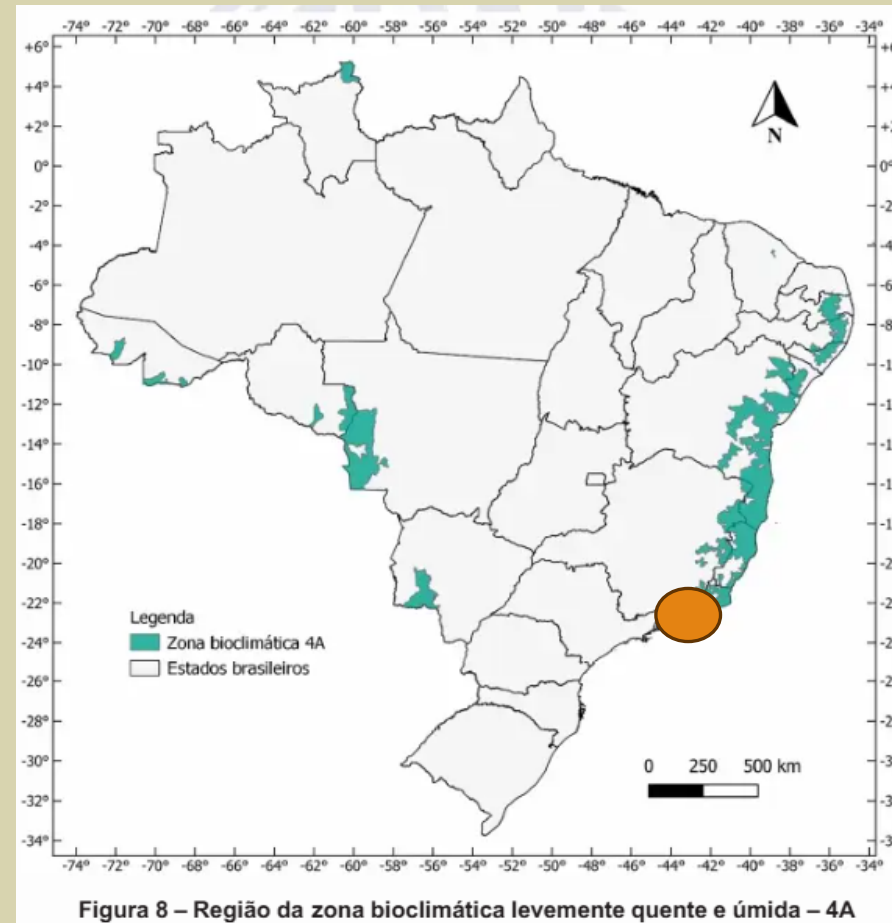 -74° -72° -70° -68° -66° -64° -62° -60° -58° -56° -54° -52° -50° -48° -46° -44° -42° -40° -38° -36° -34°
+6°
+4°
+2°
0°
-2°
-4°
-6°
-8°
-10°
-12°
-14°
-16°
-18°
-20°
-22°
-24°
-26°
-28°
-30°
-32°
-34°
N
Legenda
Zona bioclimática 4A
Estados brasileiros
0 250 500 km
-74° -72° -70° -68° -66° -64° -62° -60° -58° -56° -54° -52° -50° -48° -46° -44° -42° -40° -38° -36° -34°
Figura 8 – Região da zona bioclimática levemente quente e úmida – 4A